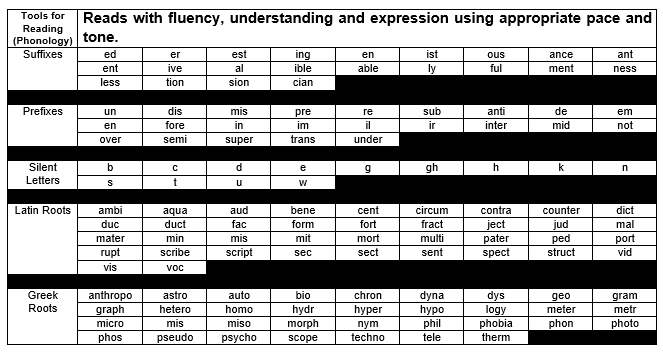 Tools for Reading (Phonology) Reads with fluency, understanding and expression using appropriate pace and tone.
Suffixes ed er est ing en ist ous ance ant
ent ive al ible able ly ful ment ness
less tion sion cian
Prefixes un dis mis pre re sub anti de em
en fore in im il ir inter mid not
over semi super trans under
Silent Letters b c d e g gh h k n
s t u w
Latin Roots ambi aqua aud bene cent circum contra counter dict
duc duct fac form fort fract ject jud mal
mater min mis mit mort multi pater ped port
rupt scribe script sec sect sent spect struct vid
vis voc
Greek Roots anthropo astro auto bio chron dyna dys geo gram
graph hetero homo hydr hyper hypo logy meter metr
micro mis miso morph nym phil phobia phon photo
phos pseudo psycho scope techno tele therm